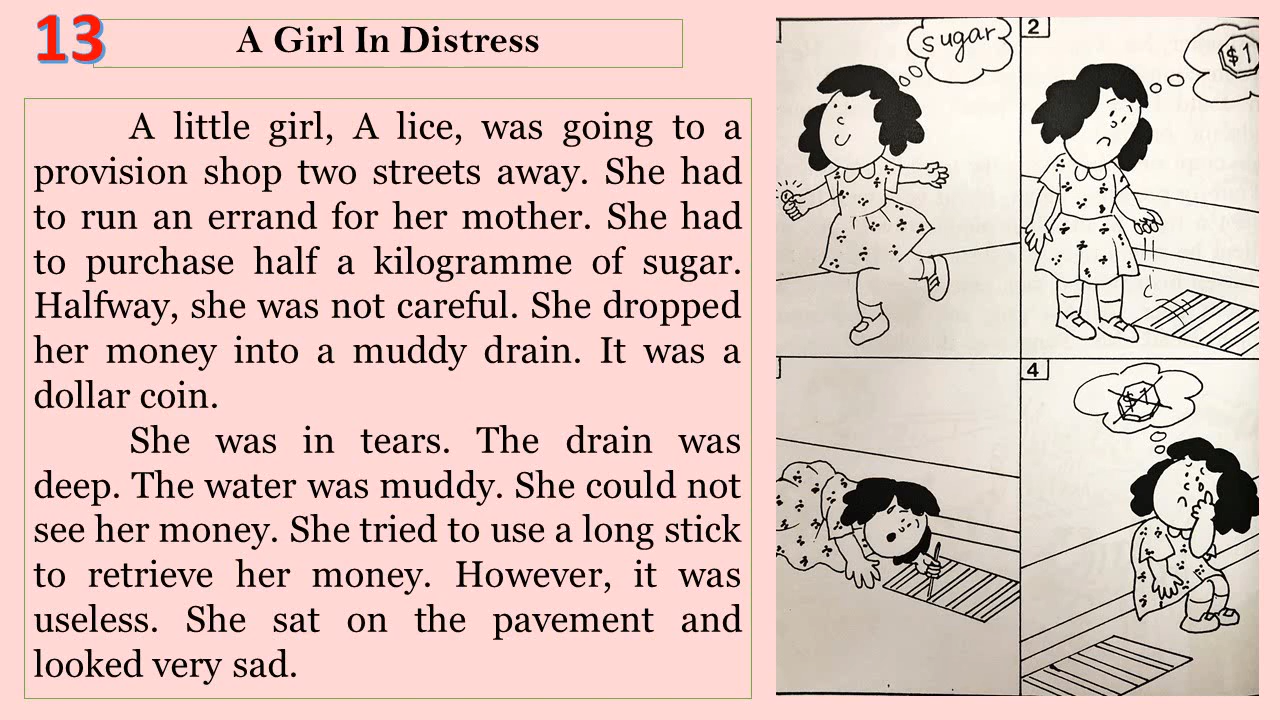 13
A Girl In Distress
A little girl, A lice, was going to a
provision shop two streets away. She had
to run an errand for her mother. She had
to purchase half a kilogramme of sugar.
Halfway, she was not careful. She dropped
her money into a muddy drain. It was a
dollar coin.
She was in tears. The drain was
deep. The water was muddy. She could not
see her money. She tried to use a long stick
to retrieve her money. However, it was
useless. She sat on the pavement and
looked very sad.
sugar
2
$1
4
$1